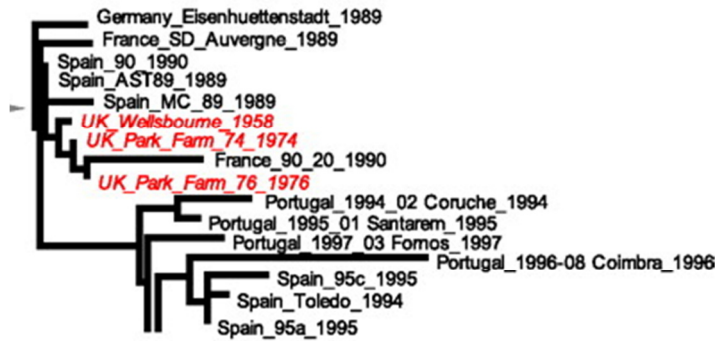 Germany_Eisenhuettenstadt_1989
France_SD_Auvergne_1989
Spain_90_1990
Spain_AST89_1989
Spain_MC_89_1989
UK_Wellsbourne_1958
UK_Park_Farm_74_1974
France_90_20_1990
UK_Park_Farm_76_1976
Portugal_1994_02 Coruche_1994
Portugal_1995_01 Santarem_1995
Portugal_1997_03 Fornos_1997
Portugal_1996-08 Coimbra_1996
Spain_95c_1995
Spain_Toledo_1994
Spain_95a_1995